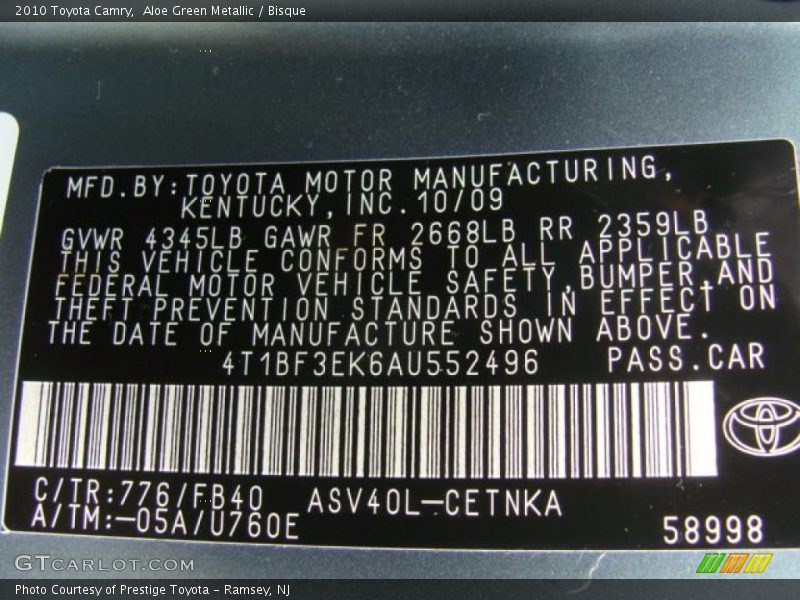 2010 Toyota Camry,  Aloe Green Metallic / Bisque
MFD.BY:TOYOTA MOTOR MANUFACTURING,
KENTUCKY,INC.10/09
GVWR 4345LB GAWR FR 2668LB RR 2359LB
THIS VEHICLE CONFORMS TO ALL APPLICABLE
FEDERAL MOTOR VEHICLE SAFETY,BUMPER,AND
THEFT PREVENTION STANDARDS IN EFFECT ON
THE DATE OF MANUFACTURE SHOWN ABOVE.
4T1BF3EK6AU552496 PASS.CAR
C/TR:776/FB40 ASV40L-CETNKA
A/TM:-05A/U760E
58998
GTCARLOT.COM
Photo Courtesy of Prestige Toyota - Ramsey, NJ